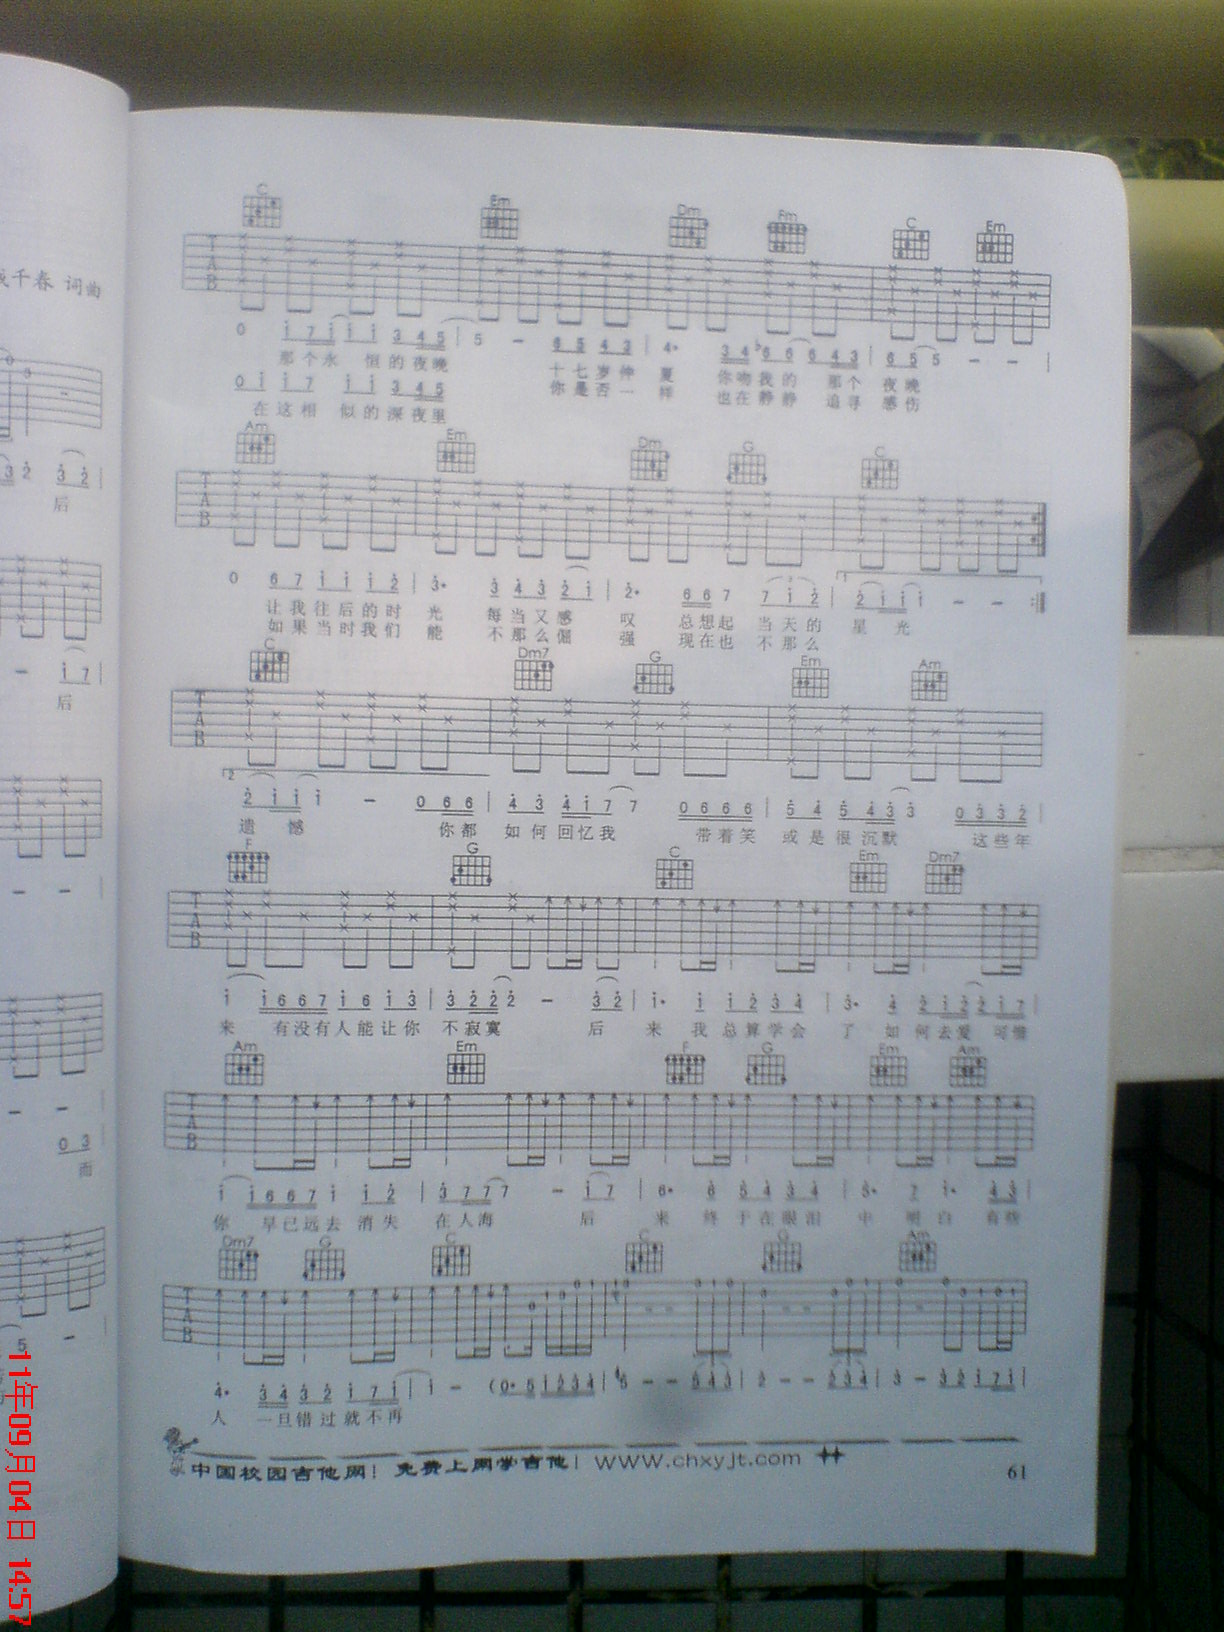 千春 词曲
后
后
而
C Em Dm Fm C Em
T A B
0 i 7 i i i 3 4 5 | 5 - 6 5 4 3 | 4· 3 4 b6 6 6 4 3 | 6 5 5 - - |
那个永 恒的夜晚 十七岁仲 夏 你吻我的 那个 夜晚
0 i i 7 i i 3 4 5 你是否一 样 也在静静 追寻 感伤
在这相 似的深夜里
Am Em Dm G C
T A B
0 6 7 i i i 2 | 3· 3 4 3 2 i | 2· 6 6 7 7 i 2 | 2 i i i - - |
让我往后的时 光 每当又感 叹 总想起 当天的 星 光
如果当时我们 能 不那么倔 强 现在也 不那么
C Dm7 G Em Am
T A B
2 i i i - 0 6 6 | 4 3 4 i 7 7 0 6 6 6 | 5 4 5 4 3 3 0 3 3 2 |
遗 憾 你都 如何回忆我 带着笑 或是很沉默 这些年
F G C Em Dm7
T A B
i i 6 6 7 i 6 i 3 | 3 2 2 2 - 3 2 | i· i i 2 3 4 | 3· 4 2 i 2 2 i 7 |
来 有没有人能让你 不寂寞 后 来 我总算学会 了 如何去爱 可惜
Am Em F G Em Am
T A B
i i 6 6 7 i i 2 | 3 7 7 7 - i 7 | 6· 6 5 4 3 4 | 5· 7 i· 4 3 |
你 早已远去 消失 在人海 后 来 终于在眼泪 中 明白 有些
Dm7 G C C G Am
T A B
4· 3 4 3 2 i 7 i | i - (0· 5 i 2 3 4 | 5 - - 5 4 3 | 2 - - 2 3 4 | 3 - 3 2 i 7 i |
人 一旦错过就不再
中国校园吉他网！ 免费上网学吉他！ WWW.chxyjt.com
61
11年09月04日 14:57